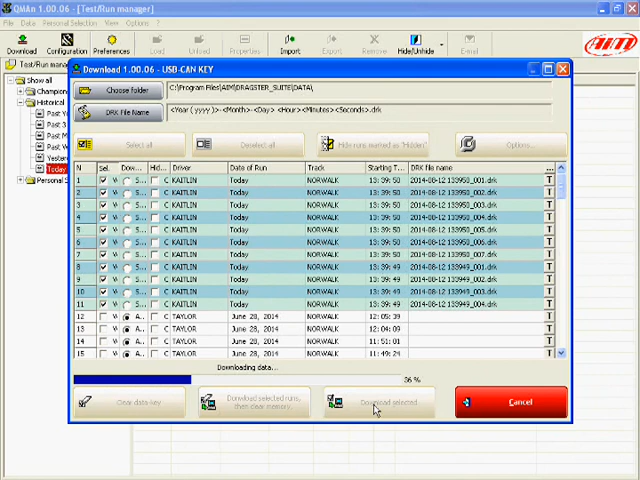 QMAn 1.00.06 - [Test/Run manager]
File Data Personal Selection View Options ?
Download Configuration Preferences Load Unload Properties Import Export Remove Hide/Unhide E-mail
AIM
Test/Run mana
Show all
Champion
Historical
Past Y
Past 3
Past M
Past W
Yester
Today
Personal S
Download 1.00.06 - USB-CAN KEY
Choose folder C:\Program Files\AIM\DRAGSTER_SUITE\DATA\
DRK File Name <Year ( yyyy )>-<Month>-<Day> <Hour><Minutes><Seconds>.drk
Select all Deselect all Hide runs marked as "Hidden" Options...
N Sel. Dow... Hid... Driver Date of Run Track Starting T... DRK file name ...
1 S... C KAITLIN Today NORWALK 13:39:50 2014-08-12 133950_001.drk T
2 S... C KAITLIN Today NORWALK 13:39:50 2014-08-12 133950_002.drk T
3 S... C KAITLIN Today NORWALK 13:39:50 2014-08-12 133950_003.drk T
4 S... C KAITLIN Today NORWALK 13:39:50 2014-08-12 133950_004.drk T
5 S... C KAITLIN Today NORWALK 13:39:50 2014-08-12 133950_005.drk T
6 S... C KAITLIN Today NORWALK 13:39:50 2014-08-12 133950_006.drk T
7 S... C KAITLIN Today NORWALK 13:39:49 2014-08-12 133949_000.drk T
8 S... C KAITLIN Today NORWALK 13:39:49 2014-08-12 133949_001.drk T
9 S... C KAITLIN Today NORWALK 13:39:49 2014-08-12 133949_002.drk T
10 S... C KAITLIN Today NORWALK 13:39:49 2014-08-12 133949_003.drk T
11 S... C KAITLIN Today NORWALK 13:39:49 2014-08-12 133949_004.drk T
12 A... C TAYLOR June 28, 2014 NORWALK 12:05:39 T
13 A... C TAYLOR June 28, 2014 NORWALK 12:04:09 T
14 A... C TAYLOR June 28, 2014 NORWALK 11:51:01 T
15 A... C TAYLOR June 28, 2014 NORWALK 11:49:24 T
Downloading data...
36 %
Clear data-key Download selected runs, then clear memory. Download selected Cancel